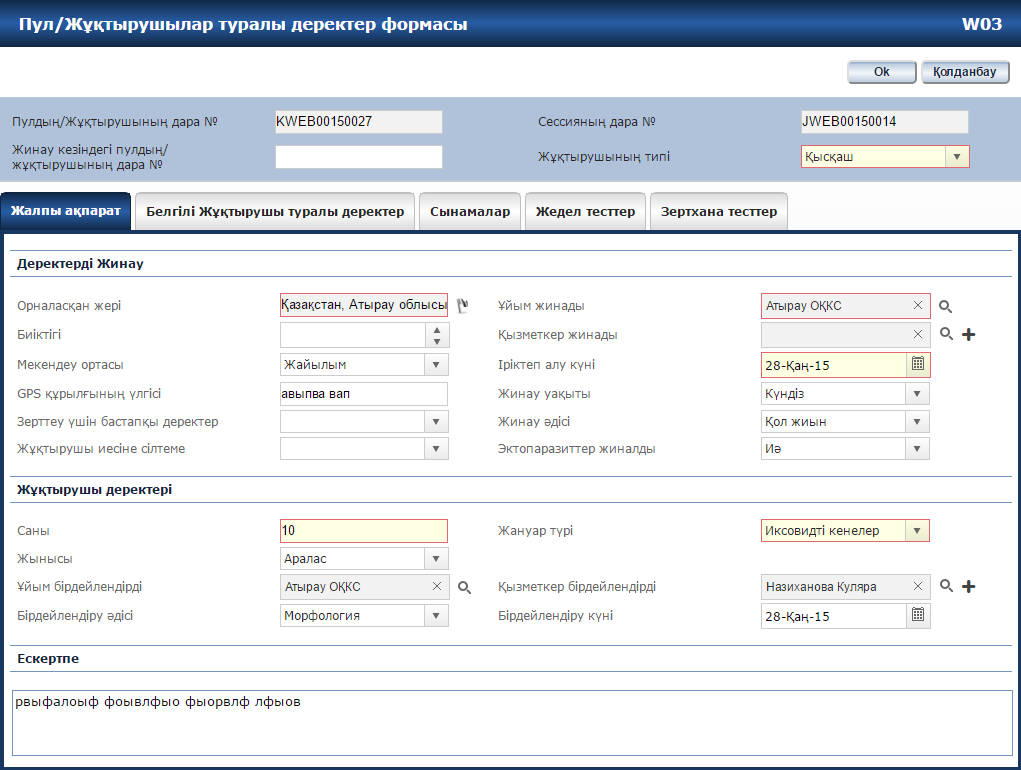 Пул/Жұқтырушылар туралы деректер формасы W03
Ok Қолданбау
Пулдың/Жұқтырушының дара № KWEB00150027 Сессияның дара № JWEB00150014
Жинау кезіндегі пулдың/
жұқтырушының дара № Жұқтырушының типі Қысқаш
Жалпы ақпарат Белгілі Жұқтырушы туралы деректер Сынамалар Жедел тесттер Зертхана тесттер
Деректерді Жинау
Орналасқан жері Қазақстан, Атырау облысы Ұйым жинады Атырау ОҚКС
Биіктігі Қызметкер жинады
Мекендеу ортасы Жайылым Іріктеп алу күні 28-Қаң-15
GPS құрылғының үлгісі авыпва вап Жинау уақыты Күндіз
Зерттеу үшін бастапқы деректер Жинау әдісі Қол жиын
Жұқтырушы иесіне сілтеме Эктопаразиттер жиналды Иә
Жұқтырушы деректері
Саны 10 Жануар түрі Иксовидті кенелер
Жынысы Аралас
Ұйым бірдейлендірді Атырау ОҚКС Қызметкер бірдейлендірді Назиханова Куляра
Бірдейлендіру әдісі Морфология Бірдейлендіру күні 28-Қаң-15
Ескертпе
рвыфалоыф фоывлфыо фыорвлф лфыов